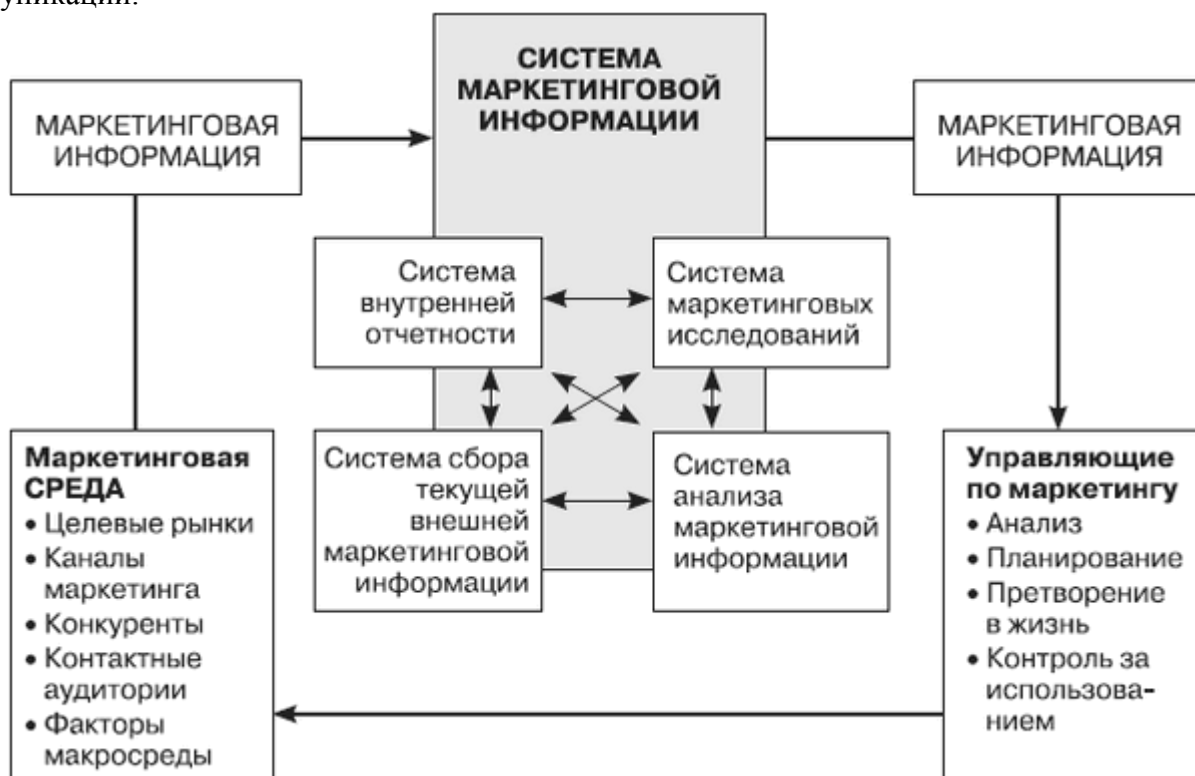 СИСТЕМА
МАРКЕТИНГОВОЙ
ИНФОРМАЦИИ
МАРКЕТИНГОВАЯ
ИНФОРМАЦИЯ
МАРКЕТИНГОВАЯ
ИНФОРМАЦИЯ
Система
внутренней
отчетности
Система
маркетинговых
исследований
Система сбора
текущей
внешней
маркетинговой
информации
Система
анализа
маркетинговой
информации
Маркетинговая
СРЕДА
• Целевые рынки
• Каналы
маркетинга
• Конкуренты
• Контактные
аудитории
• Факторы
макросреды
Управляющие
по маркетингу
• Анализ
• Планирование
• Претворение
в жизнь
• Контроль за
использова-
нием